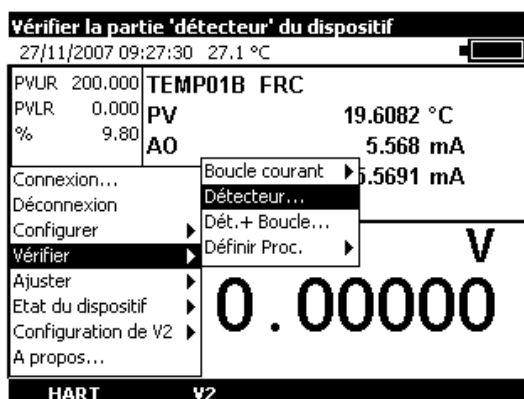 Vérifier la partie 'détecteur' du dispositif
27/11/2007 09:27:30 27.1 °C
PVUR 200.000
PVLR 0.000
% 9.80
TEMP01B FRC
PV 19.6082 °C
AO 5.568 mA
5.5691 mA
Connexion...
Déconnexion
Configurer
Vérifier
Ajuster
Etat du dispositif
Configuration de V2
A propos...
Boucle courant
Détecteur...
Dét.+ Boucle...
Définir Proc.
V
0.00000
HART V2